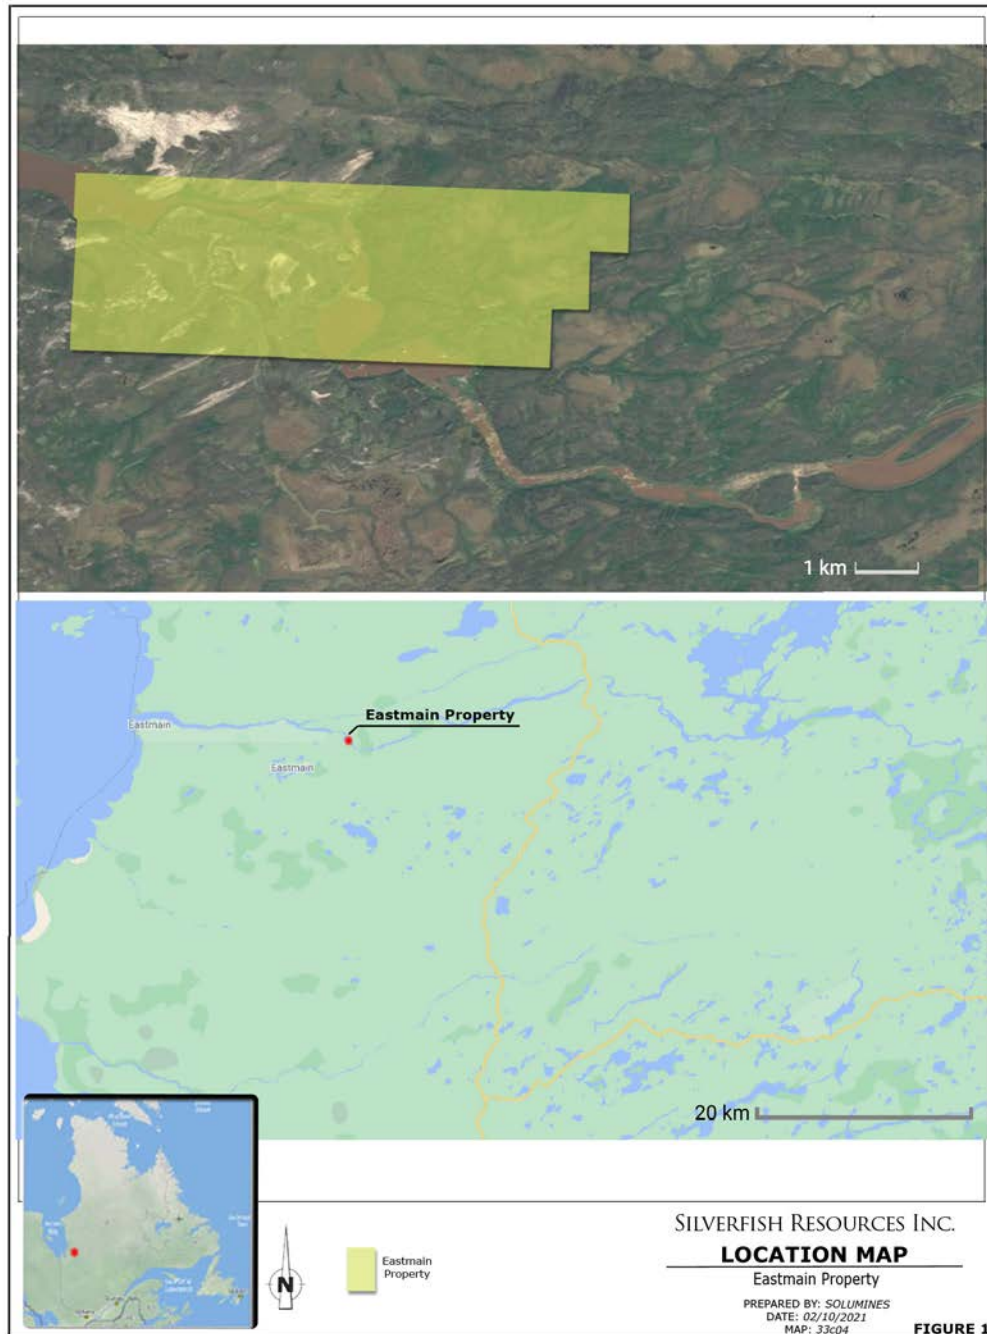 1 km
Eastmain
Eastmain Property
Eastmain
20 km
N
Eastmain
Property
SILVERFISH RESOURCES INC.
LOCATION MAP
Eastmain Property
PREPARED BY: SOLUMINES
DATE: 02/10/2021
MAP: 33c04
FIGURE 1